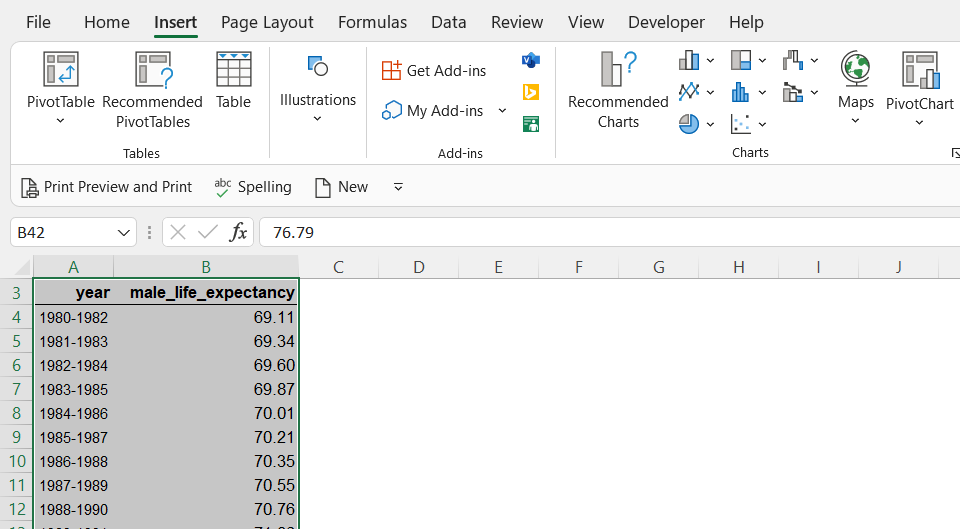 File Home Insert Page Layout Formulas Data Review View Developer Help
PivotTable
Recommended
PivotTables
Table
Illustrations
Get Add-ins
My Add-ins
Recommended
Charts
Maps
PivotChart
Tables
Add-ins
Charts
Print Preview and Print abc Spelling New
B42 fx 76.79
A B C D E F G H I J
3 year male_life_expectancy
4 1980-1982 69.11
5 1981-1983 69.34
6 1982-1984 69.60
7 1983-1985 69.87
8 1984-1986 70.01
9 1985-1987 70.21
10 1986-1988 70.35
11 1987-1989 70.55
12 1988-1990 70.76